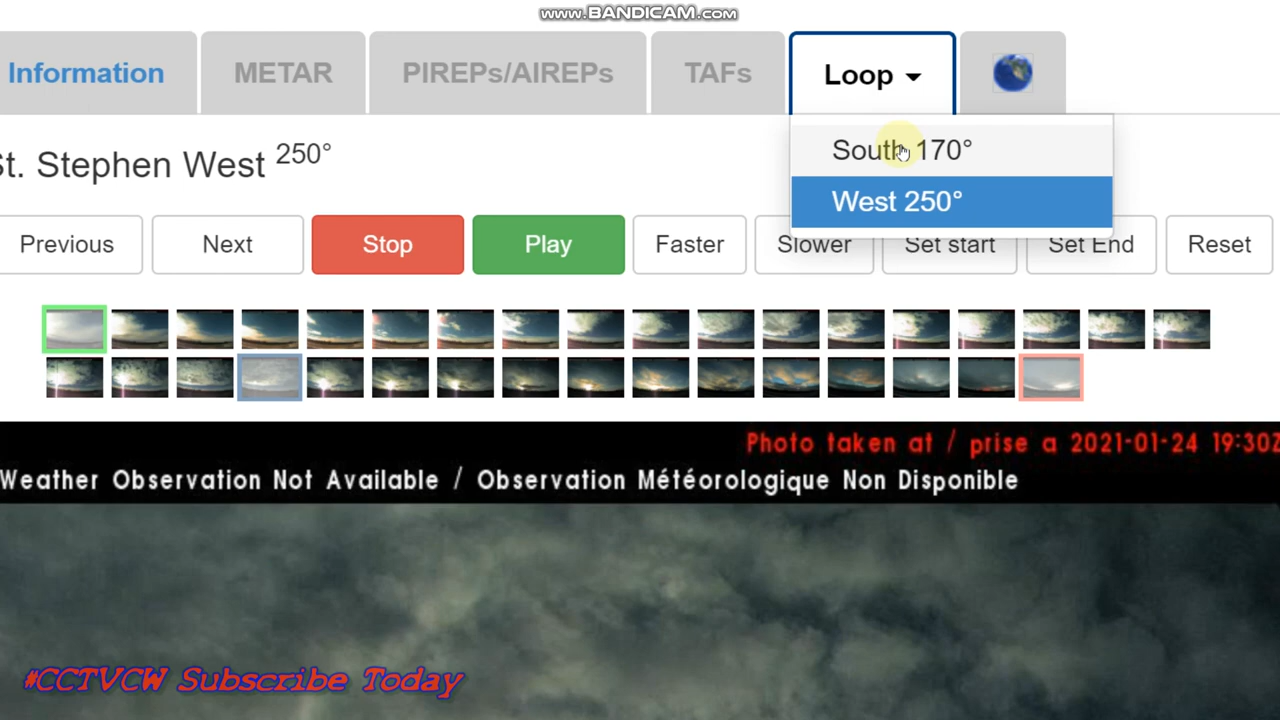 www.BANDICAM.com
Information METAR PIREPs/AIREPs TAFs Loop
South 170°
St. Stephen West 250°
West 250°
Previous Next Stop Play Faster Slower Set start Set End Reset
Photo taken at / prise a 2021-01-24 19:30Z
Weather Observation Not Available / Observation Météorologique Non Disponible
#CCTVCW Subscribe Today